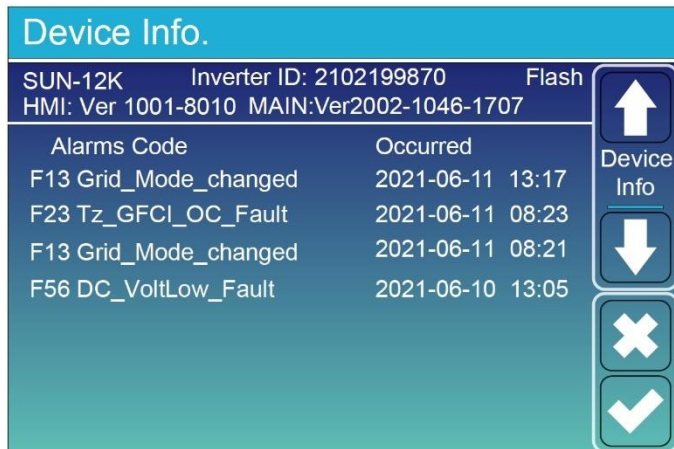 Device Info.
SUN-12K Inverter ID: 2102199870 Flash
HMI: Ver 1001-8010 MAIN:Ver2002-1046-1707
Alarms Code Occurred
F13 Grid_Mode_changed 2021-06-11 13:17
F23 Tz_GFCI_OC_Fault 2021-06-11 08:23
F13 Grid_Mode_changed 2021-06-11 08:21
F56 DC_VoltLow_Fault 2021-06-10 13:05
Device
Info